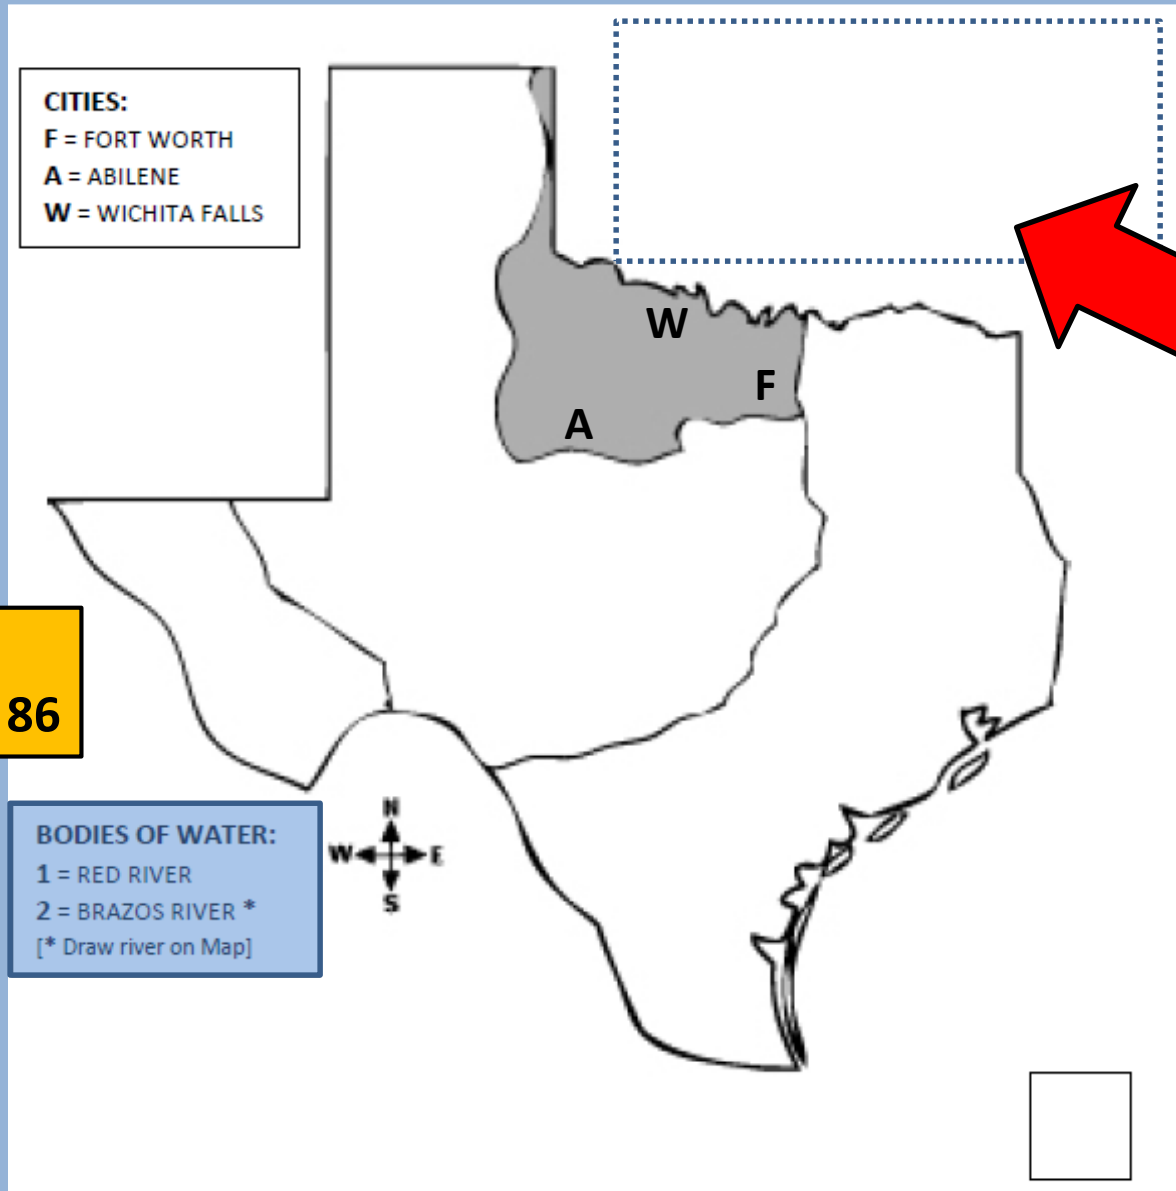 CITIES:
F = FORT WORTH
A = ABILENE
W = WICHITA FALLS
W
F
A
86
BODIES OF WATER:
1 = RED RIVER
2 = BRAZOS RIVER *
[* Draw river on Map]
N
W E
S